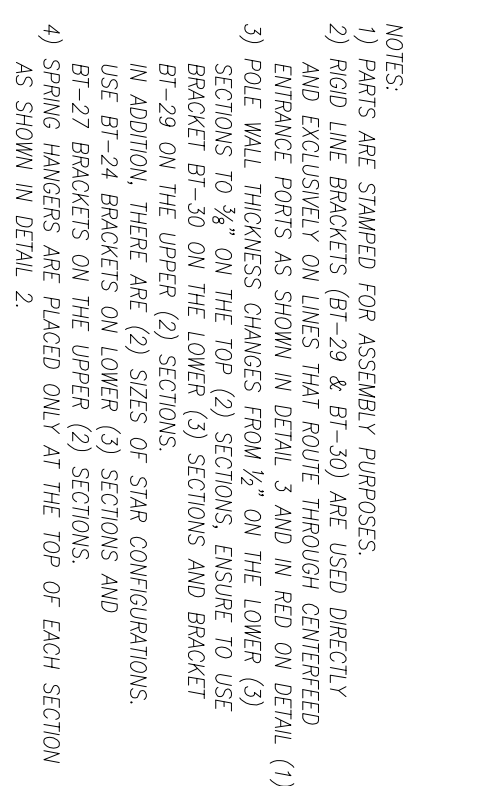 NOTES:
1) PARTS ARE STAMPED FOR ASSEMBLY PURPOSES.
2) RIGID LINE BRACKETS (BT-29 & BT-30) ARE USED DIRECTLY
AND EXCLUSIVELY ON LINES THAT ROUTE THROUGH CENTERFEED
ENTRANCE PORTS AS SHOWN IN DETAIL 3 AND IN RED ON DETAIL (1)
3) POLE WALL THICKNESS CHANGES FROM 1/2" ON THE LOWER (3)
SECTIONS TO 3/8" ON THE TOP (2) SECTIONS, ENSURE TO USE
BRACKET BT-30 ON THE LOWER (3) SECTIONS AND BRACKET
BT-29 ON THE UPPER (2) SECTIONS.
IN ADDITION, THERE ARE (2) SIZES OF STAR CONFIGURATIONS.
USE BT-24 BRACKETS ON LOWER (3) SECTIONS AND
BT-27 BRACKETS ON THE UPPER (2) SECTIONS.
4) SPRING HANGERS ARE PLACED ONLY AT THE TOP OF EACH SECTION
AS SHOWN IN DETAIL 2.